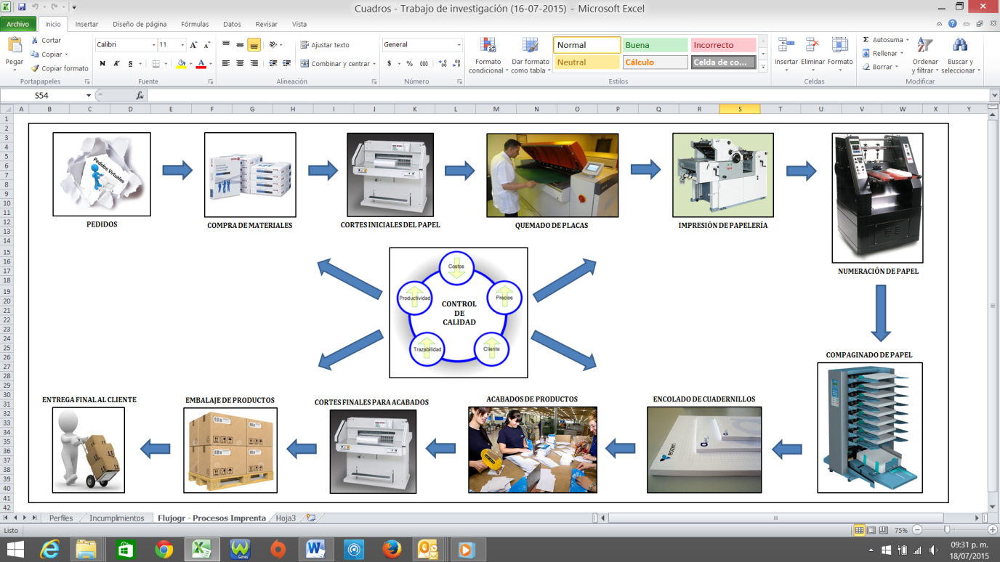 Cuadros - Trabajo de investigación (16-07-2015) - Microsoft Excel
Archivo Inicio Insertar Diseño de página Fórmulas Datos Revisar Vista
Pegar
Cortar
Copiar
Copiar formato
Portapapeles
Calibri 11
N K S
Fuente
Ajustar texto
Combinar y centrar
Alineación
General
$ % 000
Número
Formato condicional
Dar formato como tabla
Normal Buena Incorrecto
Neutral Cálculo Celda de co...
Estilos
Insertar Eliminar Formato
Celdas
Autosuma
Rellenar
Borrar
Ordenar y filtrar
Buscar y seleccionar
Modificar
S54
fx
A B C D E F G H I J K L M N O P Q R S T U V W X Y
1
2
3
4
5
6
7
8
9
10
11
12
13
14
15
16
17
18
19
20
21
22
23
24
25
26
27
28
29
30
31
32
33
34
35
36
37
38
39
40
41
42
Pedidos Virtuales
PEDIDOS
COMPRA DE MATERIALES
CORTES INICIALES DEL PAPEL
QUEMADO DE PLACAS
IMPRESIÓN DE PAPELERÍA
NUMERACIÓN DE PAPEL
Costos
Productividad
Precios
CONTROL
DE
CALIDAD
Trazabilidad
Cliente
COMPAGINADO DE PAPEL
ENTREGA FINAL AL CLIENTE
EMBALAJE DE PRODUCTOS
CORTES FINALES PARA ACABADOS
ACABADOS DE PRODUCTOS
ENCOLADO DE CUADERNILLOS
Perfiles Incumplimientos Flujogr - Procesos Imprenta Hoja3
Listo
75%
Games
09:31 p. m.
18/07/2015